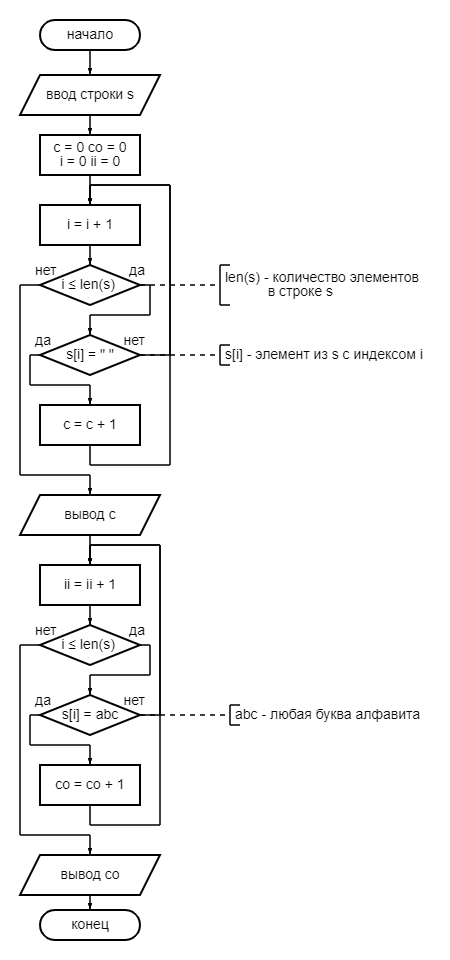 начало
ввод строки s
c = 0 co = 0
i = 0 ii = 0
i = i + 1
нет
да
i ≤ len(s)
len(s) - количество элементов
в строке s
да
нет
s[i] = " "
s[i] - элемент из s с индексом i
c = c + 1
вывод c
ii = ii + 1
нет
да
i ≤ len(s)
да
нет
s[i] = abc
abc - любая буква алфавита
co = co + 1
вывод co
конец